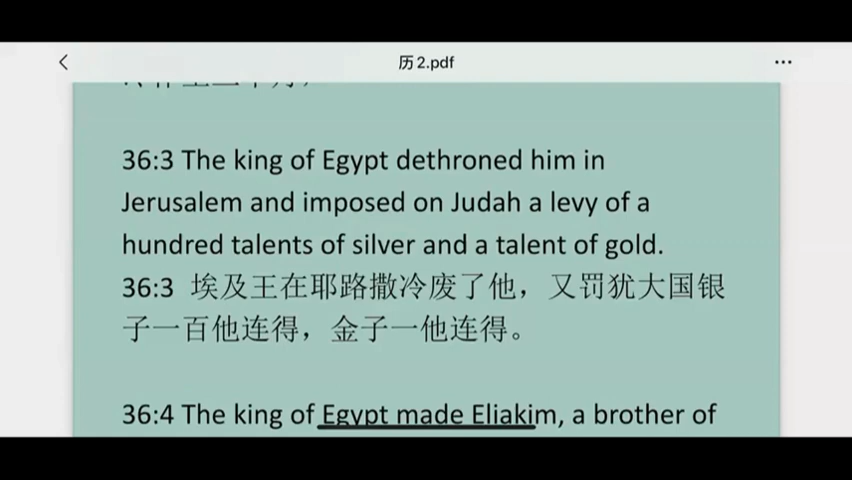 历2.pdf
36:3 The king of Egypt dethroned him in
Jerusalem and imposed on Judah a levy of a
hundred talents of silver and a talent of gold.
36:3 埃及王在耶路撒冷废了他，又罚犹大国银
子一百他连得，金子一他连得。
36:4 The king of Egypt made Eliakim, a brother of